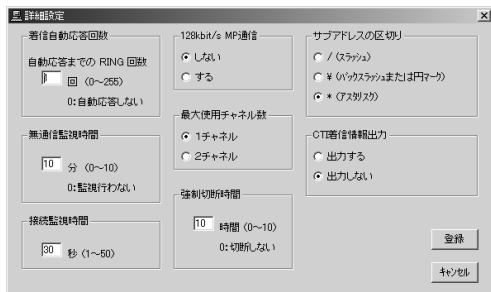 詳細設定
着信自動応答回数
自動応答までの RING 回数
回 (0～255)
0:自動応答しない
無通信監視時間
10 分 (0～10)
0:監視行わない
接続監視時間
30 秒 (1～50)
128kbit/s MP通信
しない
する
最大使用チャネル数
1チャネル
2チャネル
強制切断時間
10 時間 (0～10)
0:切断しない
サブアドレスの区切り
/ (スラッシュ)
¥ (バックスラッシュまたは円マーク)
* (アスタリスク)
CTI着信情報出力
出力する
出力しない
登録
キャンセル